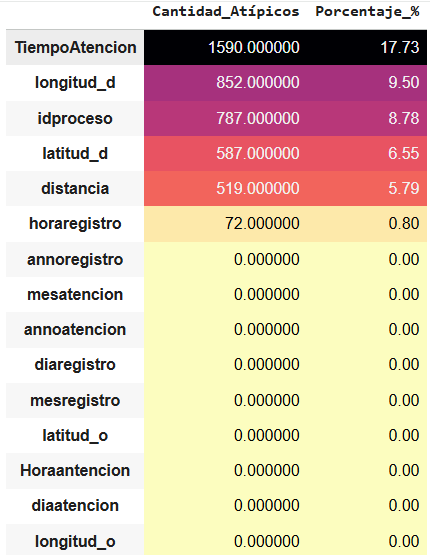 Cantidad_Atípicos Porcentaje_%
TiempoAtencion 1590.000000 17.73
longitud_d 852.000000 9.50
idproceso 787.000000 8.78
latitud_d 587.000000 6.55
distancia 519.000000 5.79
horaregistro 72.000000 0.80
annoregistro 0.000000 0.00
mesatencion 0.000000 0.00
annoatencion 0.000000 0.00
diaregistro 0.000000 0.00
mesregistro 0.000000 0.00
latitud_o 0.000000 0.00
Horaantencion 0.000000 0.00
diaatencion 0.000000 0.00
longitud_o 0.000000 0.00